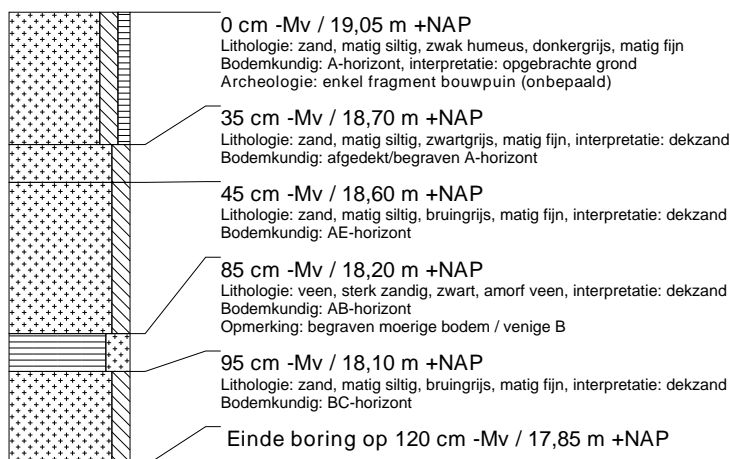 0 cm -Mv / 19,05 m +NAP
Lithologie: zand, matig siltig, zwak humeus, donkergrijs, matig fijn
Bodemkundig: A-horizont, interpretatie: opgebrachte grond
Archeologie: enkel fragment bouwpuin (onbepaald)
35 cm -Mv / 18,70 m +NAP
Lithologie: zand, matig siltig, zwartgrijs, matig fijn, interpretatie: dekzand
Bodemkundig: afgedekt/begraven A-horizont
45 cm -Mv / 18,60 m +NAP
Lithologie: zand, matig siltig, bruingrijs, matig fijn, interpretatie: dekzand
Bodemkundig: AE-horizont
85 cm -Mv / 18,20 m +NAP
Lithologie: veen, sterk zandig, zwart, amorf veen, interpretatie: dekzand
Bodemkundig: AB-horizont
Opmerking: begraven moerige bodem / venige B
95 cm -Mv / 18,10 m +NAP
Lithologie: zand, matig siltig, bruingrijs, matig fijn, interpretatie: dekzand
Bodemkundig: BC-horizont
Einde boring op 120 cm -Mv / 17,85 m +NAP